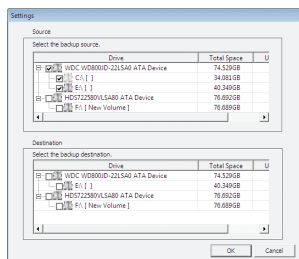 Settings
Source
Select the backup source.
Drive Total Space U
WDC WD800JD-22LSA0 ATA Device 74.529GB
C:\ [ ] 34.081GB
E:\ [ ] 40.349GB
HDS722580VLSA80 ATA Device 76.692GB
F:\ [ New Volume ] 76.689GB
Destination
Select the backup destination.
Drive Total Space U
WDC WD800JD-22LSA0 ATA Device 74.529GB
E:\ [ ] 40.349GB
HDS722580VLSA80 ATA Device 76.692GB
F:\ [ New Volume ] 76.689GB
OK Cancel